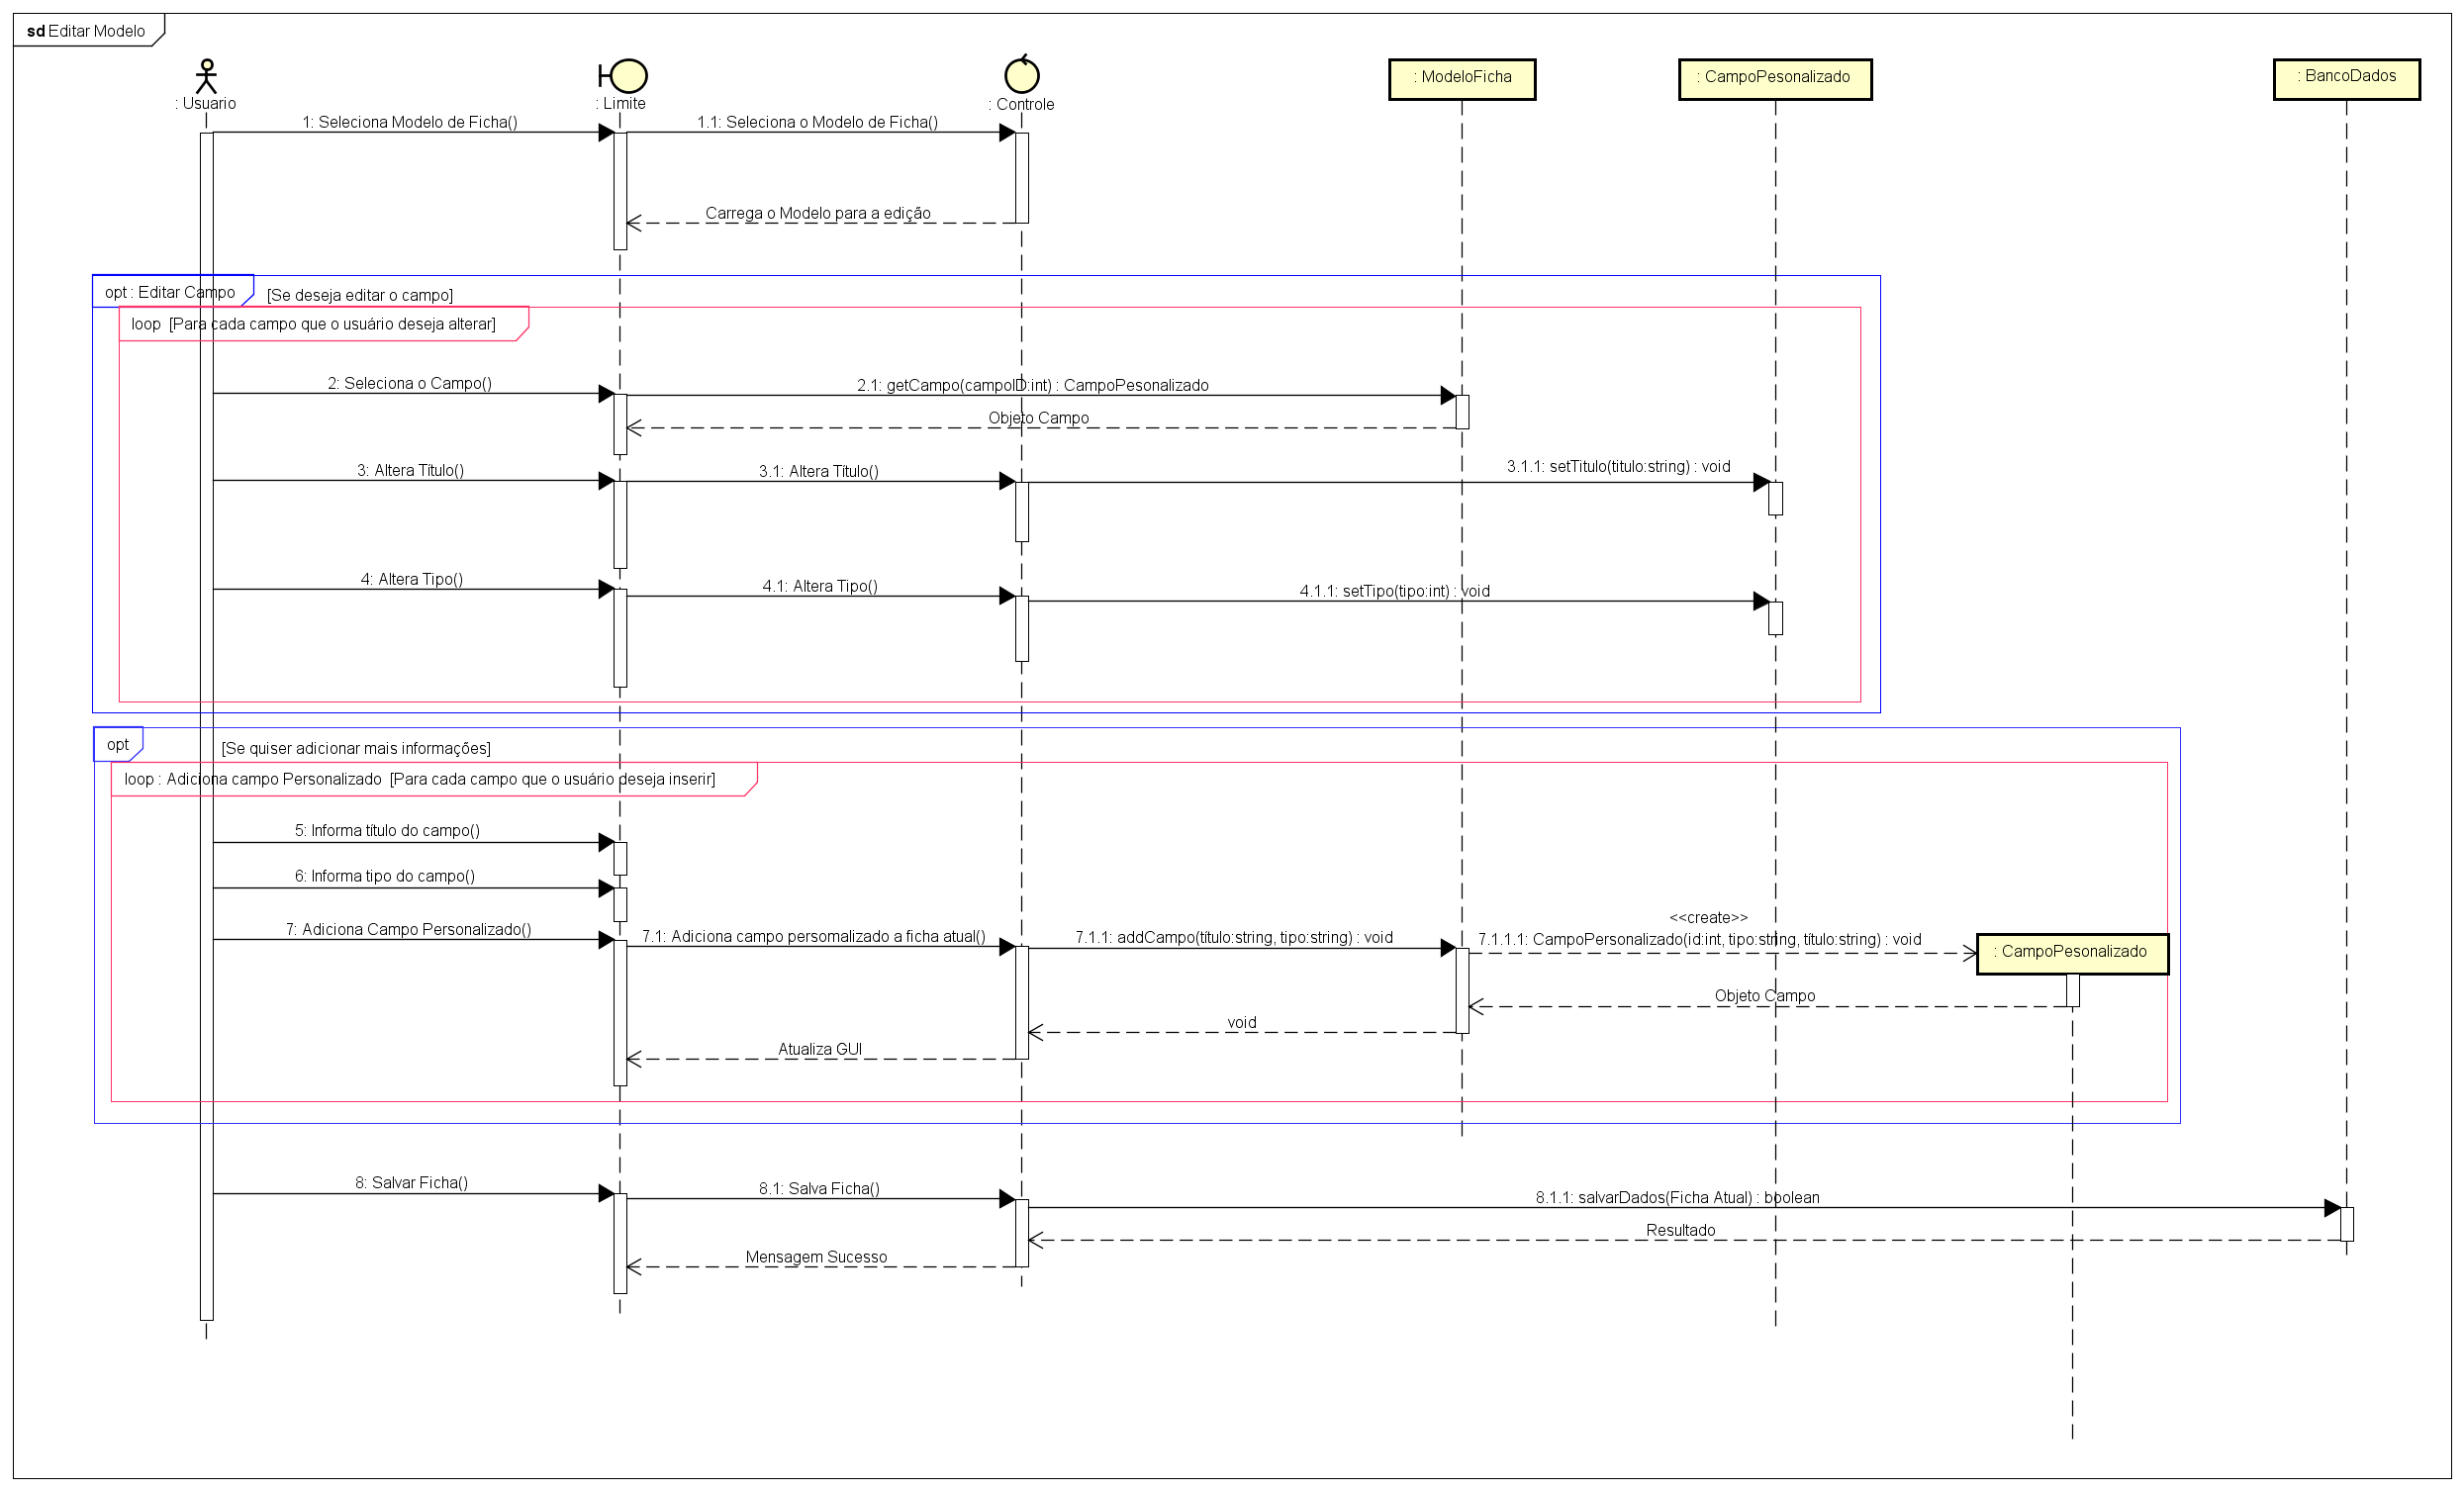 sd Editar Modelo
: Usuario
: Limite
: Controle
: ModeloFicha
: CampoPesonalizado
: BancoDados
1: Seleciona Modelo de Ficha()
1.1: Seleciona o Modelo de Ficha()
Carrega o Modelo para a edição
opt : Editar Campo
[Se deseja editar o campo]
loop [Para cada campo que o usuário deseja alterar]
2: Seleciona o Campo()
2.1: getCampo(campoID:int) : CampoPesonalizado
Objeto Campo
3: Altera Título()
3.1: Altera Título()
3.1.1: setTitulo(titulo:string) : void
4: Altera Tipo()
4.1: Altera Tipo()
4.1.1: setTipo(tipo:int) : void
opt
[Se quiser adicionar mais informações]
loop : Adiciona campo Personalizado [Para cada campo que o usuário deseja inserir]
5: Informa título do campo()
6: Informa tipo do campo()
7: Adiciona Campo Personalizado()
7.1: Adiciona campo persomalizado a ficha atual()
7.1.1: addCampo(título:string, tipo:string) : void
<<create>>
7.1.1.1: CampoPersonalizado(id:int, tipo:string, título:string) : void
: CampoPesonalizado
Objeto Campo
void
Atualiza GUI
8: Salvar Ficha()
8.1: Salva Ficha()
8.1.1: salvarDados(Ficha Atual) : boolean
Resultado
Mensagem Sucesso